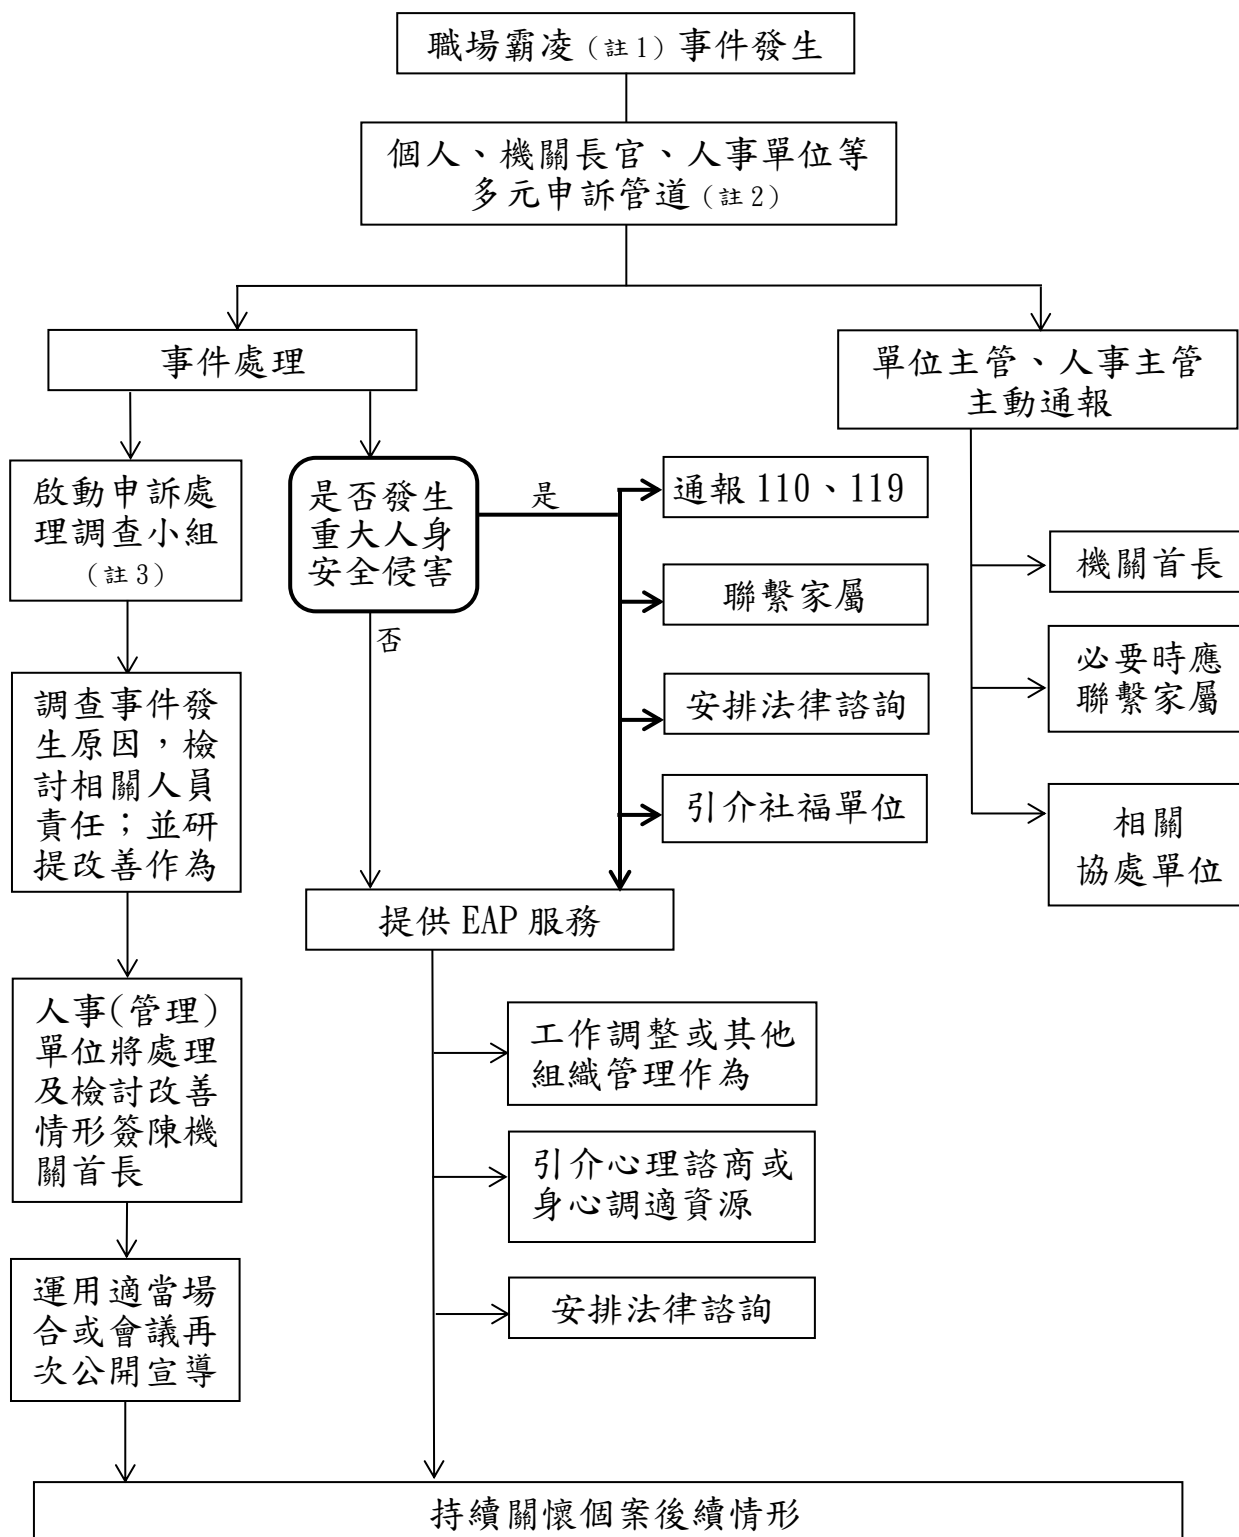 職場霸凌（註1）事件發生
個人、機關長官、人事單位等
多元申訴管道（註2）
事件處理
單位主管、人事主管
主動通報
啟動申訴處
理調查小組
（註3）
是否發生
重大人身
安全侵害
是
否
通報110、119
聯繫家屬
安排法律諮詢
引介社福單位
機關首長
必要時應
聯繫家屬
相關
協處單位
調查事件發
生原因，檢
討相關人員
責任；並研
提改善作為
提供EAP服務
人事(管理)
單位將處理
及檢討改善
情形簽陳機
關首長
工作調整或其他
組織管理作為
引介心理諮商或
身心調適資源
安排法律諮詢
運用適當場
合或會議再
次公開宣導
持續關懷個案後續情形